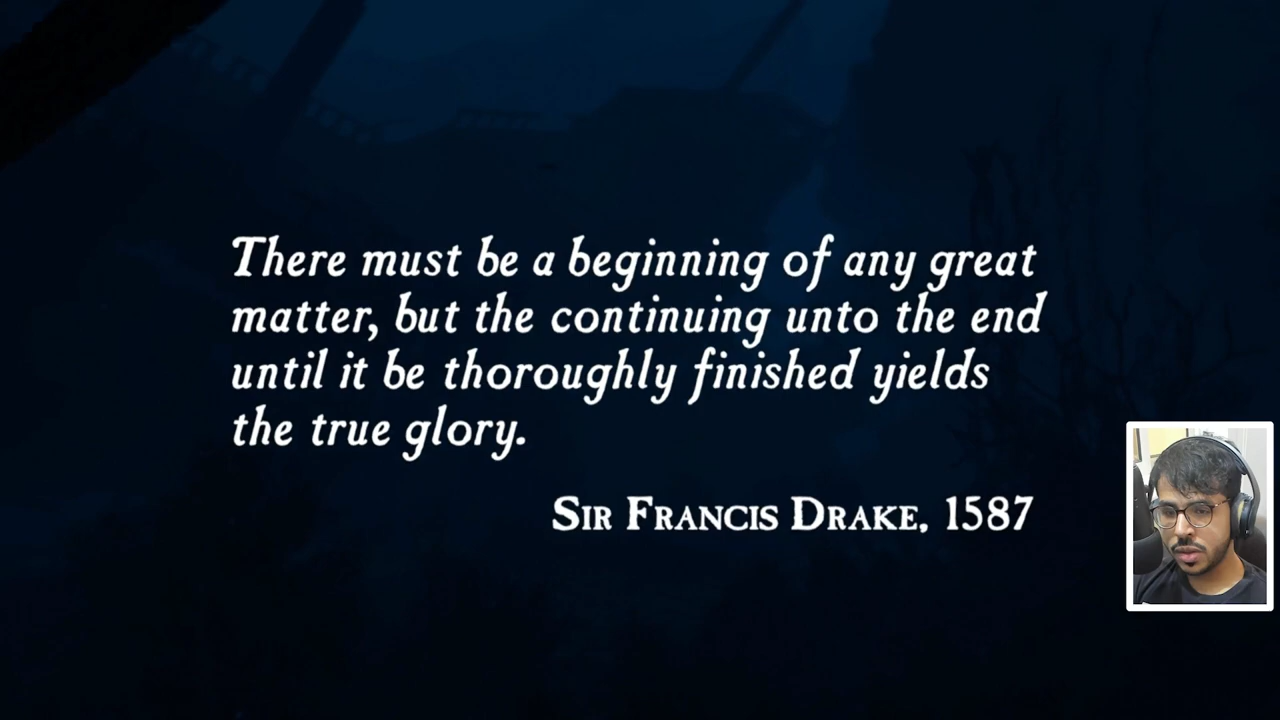 There must be a beginning of any great
matter, but the continuing unto the end
until it be thoroughly finished yields
the true glory.
Sir Francis Drake, 1587